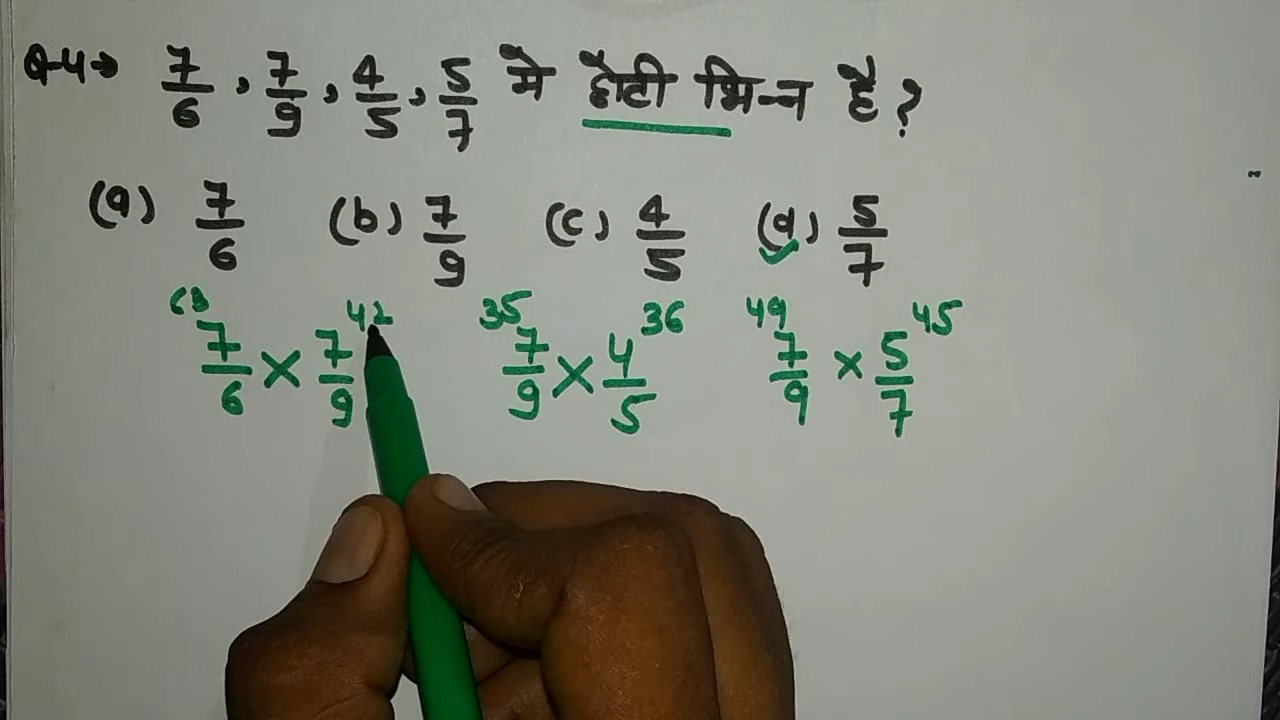 Q-4→ 7/6, 7/9, 4/5, 5/7 मे छोटी भिन्न है?
(a) 7/6 (b) 7/9 (c) 4/5 (d) 5/7
63 7/6 × 7/9 42 35 7/9 × 4/5 36 49 7/9 × 5/7 45